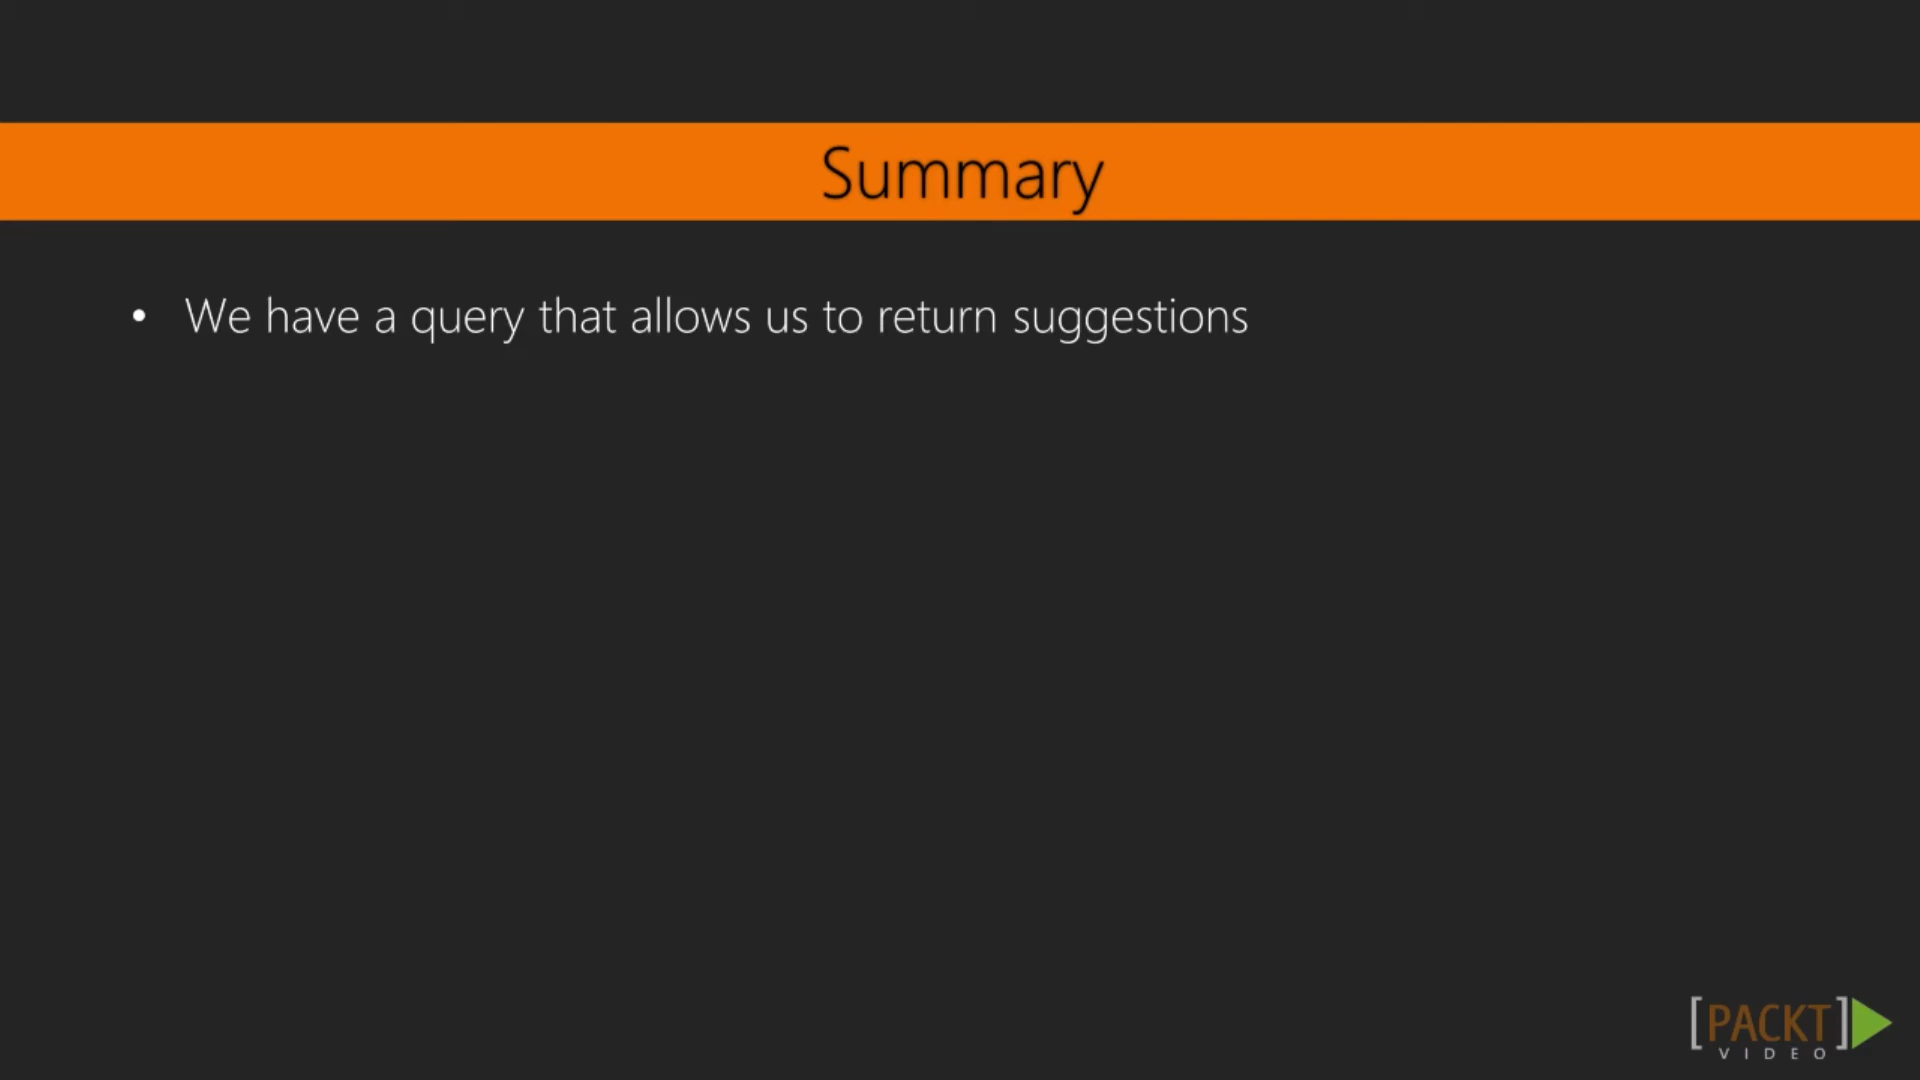 Summary
• We have a query that allows us to return suggestions
[PACKT]
VIDEO